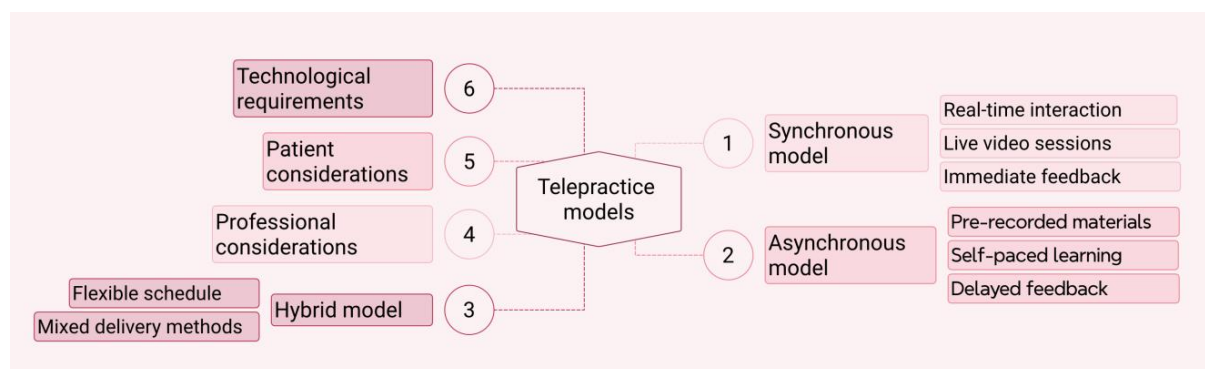 Telepractice
models
1
Synchronous
model
Real-time interaction
Live video sessions
Immediate feedback
2
Asynchronous
model
Pre-recorded materials
Self-paced learning
Delayed feedback
3
Hybrid model
Flexible schedule
Mixed delivery methods
4
Professional
considerations
5
Patient
considerations
6
Technological
requirements